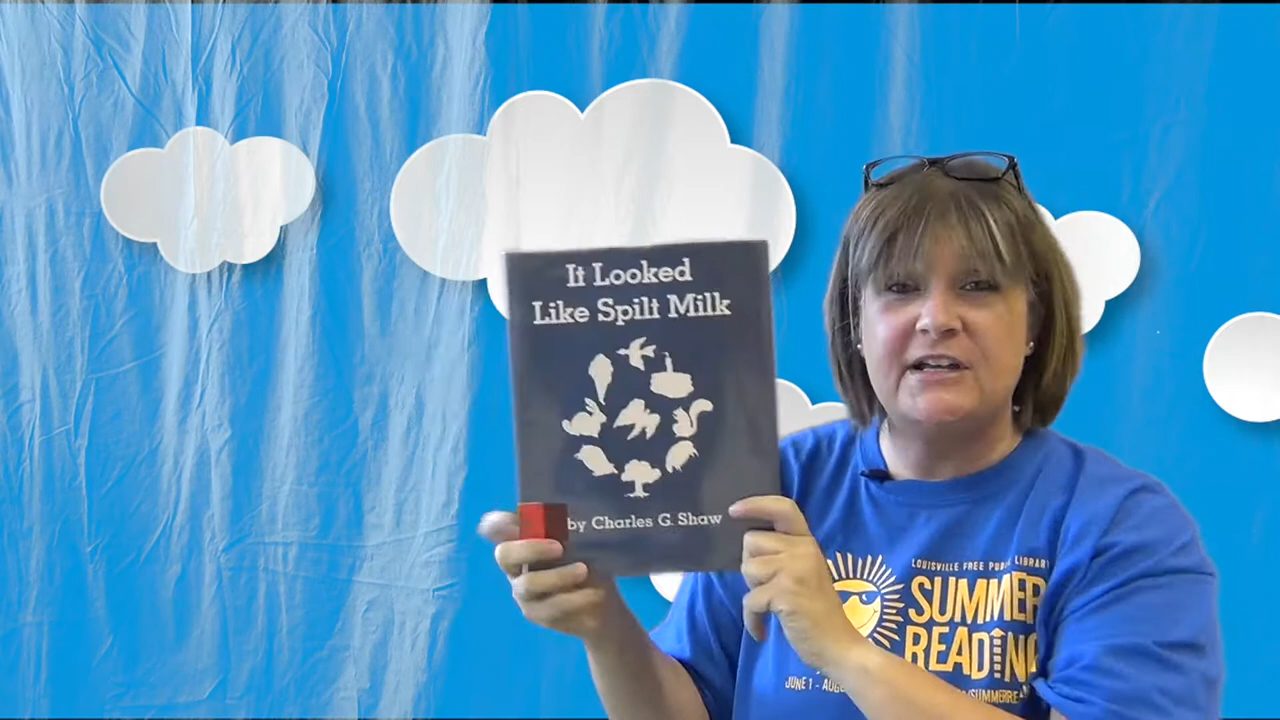 It Looked
Like Spilt Milk
by Charles G. Shaw
LOUISVILLE FREE PUBLIC LIBRARY
SUMMER
READING
JUNE 1 -